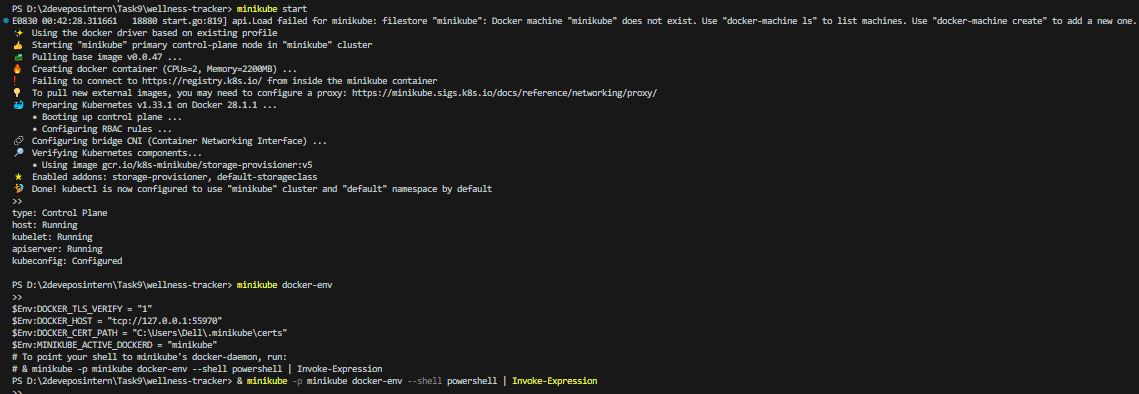 PS D:\2deveposintern\Task9\wellness-tracker> minikube start
E0830 00:42:28.311661   18880 start.go:819] api.Load failed for minikube: filestore "minikube": Docker machine "minikube" does not exist. Use "docker-machine ls" to list machines. Use "docker-machine create" to add a new one.
Using the docker driver based on existing profile
Starting "minikube" primary control-plane node in "minikube" cluster
Pulling base image v0.0.47 ...
Creating docker container (CPUs=2, Memory=2200MB) ...
Failing to connect to https://registry.k8s.io/ from inside the minikube container
To pull new external images, you may need to configure a proxy: https://minikube.sigs.k8s.io/docs/reference/networking/proxy/
Preparing Kubernetes v1.33.1 on Docker 28.1.1 ...
▪ Booting up control plane ...
▪ Configuring RBAC rules ...
Configuring bridge CNI (Container Networking Interface) ...
Verifying Kubernetes components...
▪ Using image gcr.io/k8s-minikube/storage-provisioner:v5
Enabled addons: storage-provisioner, default-storageclass
Done! kubectl is now configured to use "minikube" cluster and "default" namespace by default
>>
type: Control Plane
host: Running
kubelet: Running
apiserver: Running
kubeconfig: Configured
PS D:\2deveposintern\Task9\wellness-tracker> minikube docker-env
>>
$Env:DOCKER_TLS_VERIFY = "1"
$Env:DOCKER_HOST = "tcp://127.0.0.1:55970"
$Env:DOCKER_CERT_PATH = "C:\Users\Dell\.minikube\certs"
$Env:MINIKUBE_ACTIVE_DOCKERD = "minikube"
# To point your shell to minikube's docker-daemon, run:
# & minikube -p minikube docker-env --shell powershell | Invoke-Expression
PS D:\2deveposintern\Task9\wellness-tracker> & minikube -p minikube docker-env --shell powershell | Invoke-Expression
>>